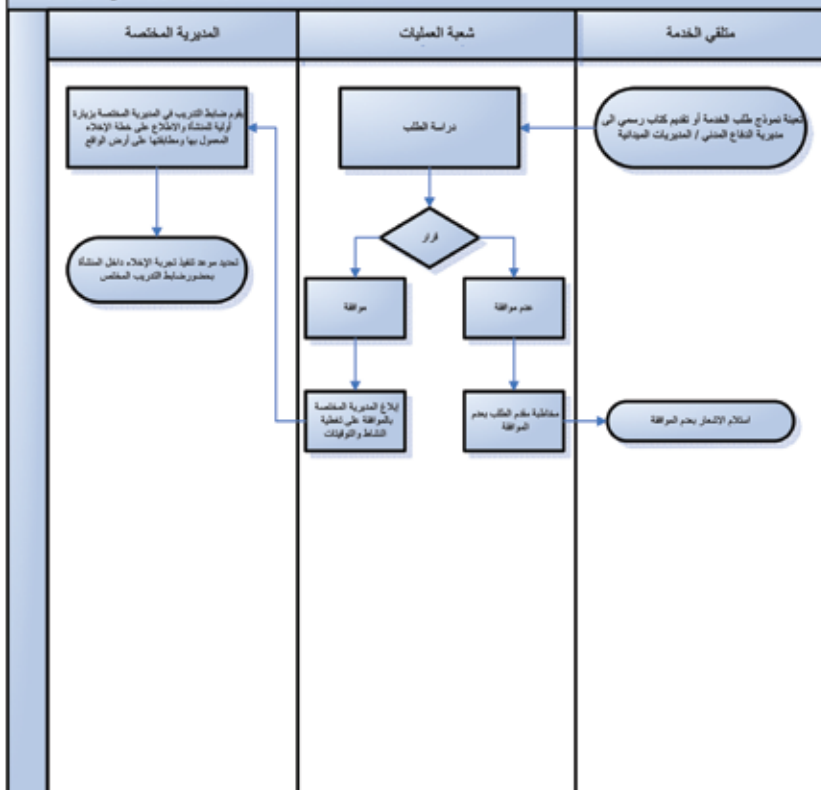 متلقي الخدمة
شعبة العمليات
المديرية المختصة
تعبئة نموذج طلب الخدمة أو تقديم كتاب رسمي الى
مديرية الدفاع المدني / المديريات الميدانية
دراسة الطلب
قرار
عدم موافقة
موافقة
مخاطبة مقدم الطلب بعدم
الموافقة
استلام الاشعار بعدم الموافقة
إبلاغ المديرية المختصة
بالموافقة على تغطية
النشاط والتوقيتات
يقوم ضابط التدريب في المديرية المختصة بزيارة
أولية للمنشأة والاطلاع على خطة الإخلاء
المعمول بها ومطابقتها على أرض الواقع
تحديد موعد تنفيذ تجربة الإخلاء داخل المنشأة
بحضور ضابط التدريب المختص